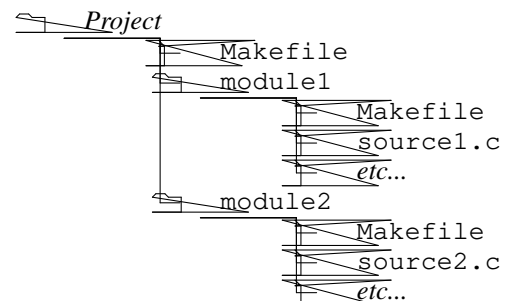 Project
Makefile
module1
Makefile
source1.c
etc...
module2
Makefile
source2.c
etc...